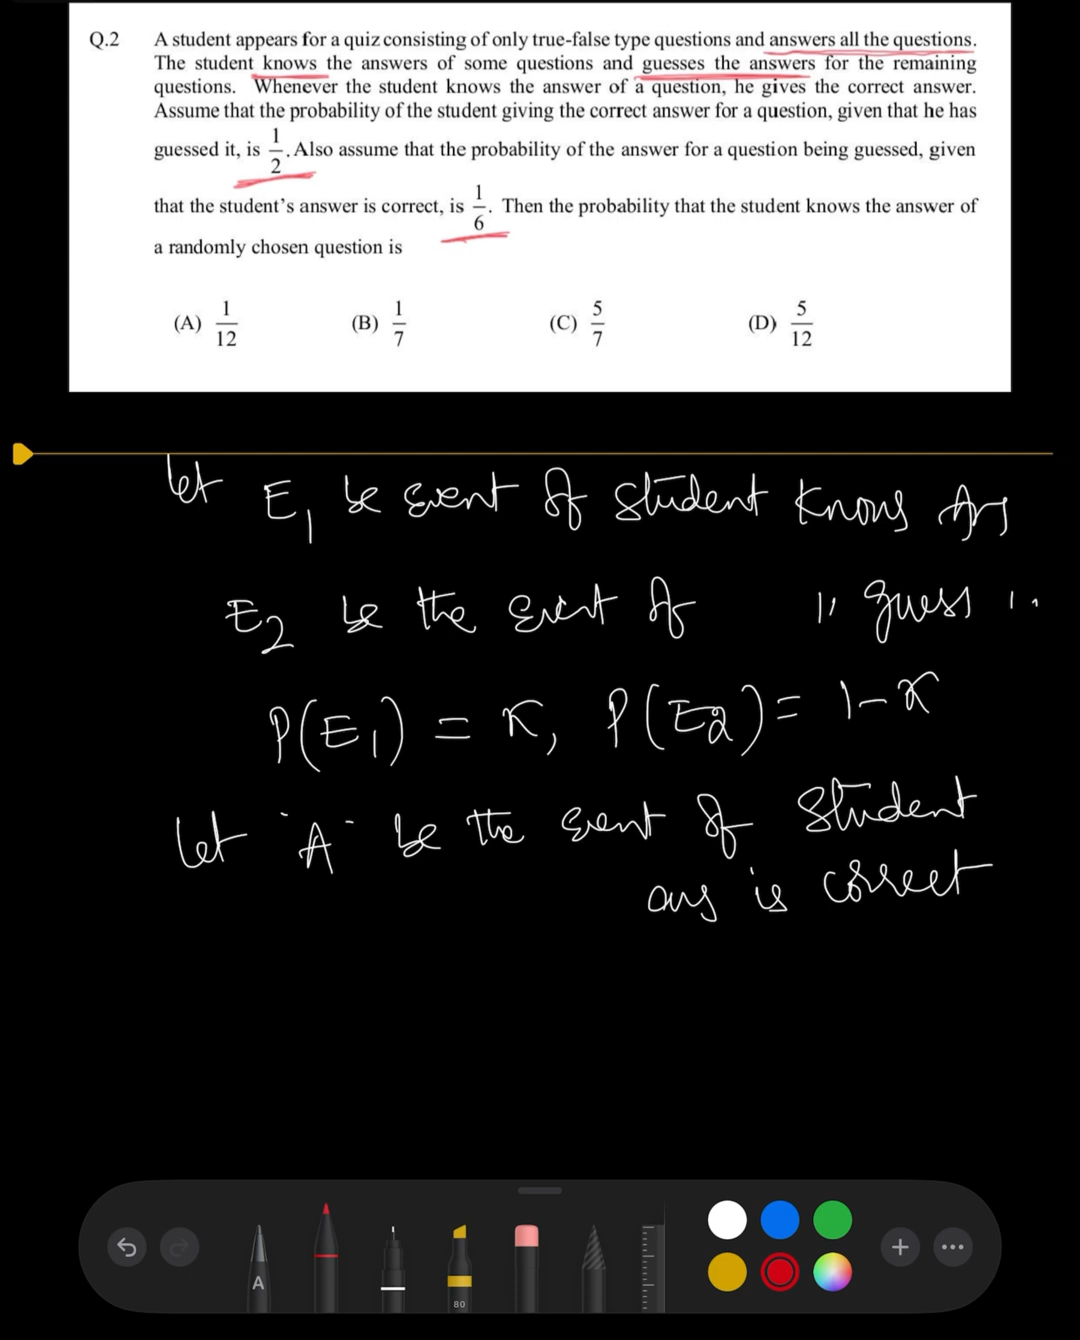 Q.2 A student appears for a quiz consisting of only true-false type questions and answers all the questions.
The student knows the answers of some questions and guesses the answers for the remaining
questions. Whenever the student knows the answer of a question, he gives the correct answer.
Assume that the probability of the student giving the correct answer for a question, given that he has
guessed it, is 1/2. Also assume that the probability of the answer for a question being guessed, given
that the student's answer is correct, is 1/6. Then the probability that the student knows the answer of
a randomly chosen question is
(A) 1/12 (B) 1/7 (C) 5/7 (D) 5/12
let E₁ be event of student knows Ans
E₂ be the event of " guess "
P(E₁) = x, P(E₂) = 1-x
let "A" be the event of student
ans is correct
A
80